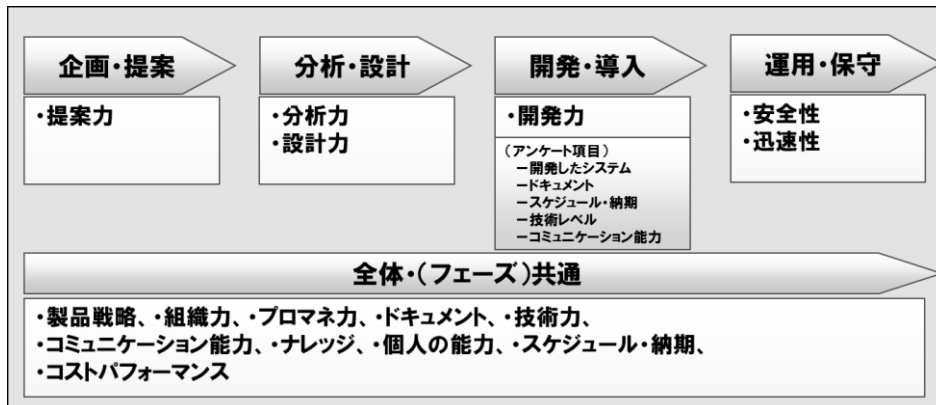 企画・提案
・提案力
分析・設計
・分析力
・設計力
開発・導入
・開発力
（アンケート項目）
－開発したシステム
－ドキュメント
－スケジュール・納期
－技術レベル
－コミュニケーション能力
運用・保守
・安全性
・迅速性
全体・（フェーズ）共通
・製品戦略、・組織力、・プロマネ力、・ドキュメント、・技術力、
・コミュニケーション能力、・ナレッジ、・個人の能力、・スケジュール・納期、
・コストパフォーマンス